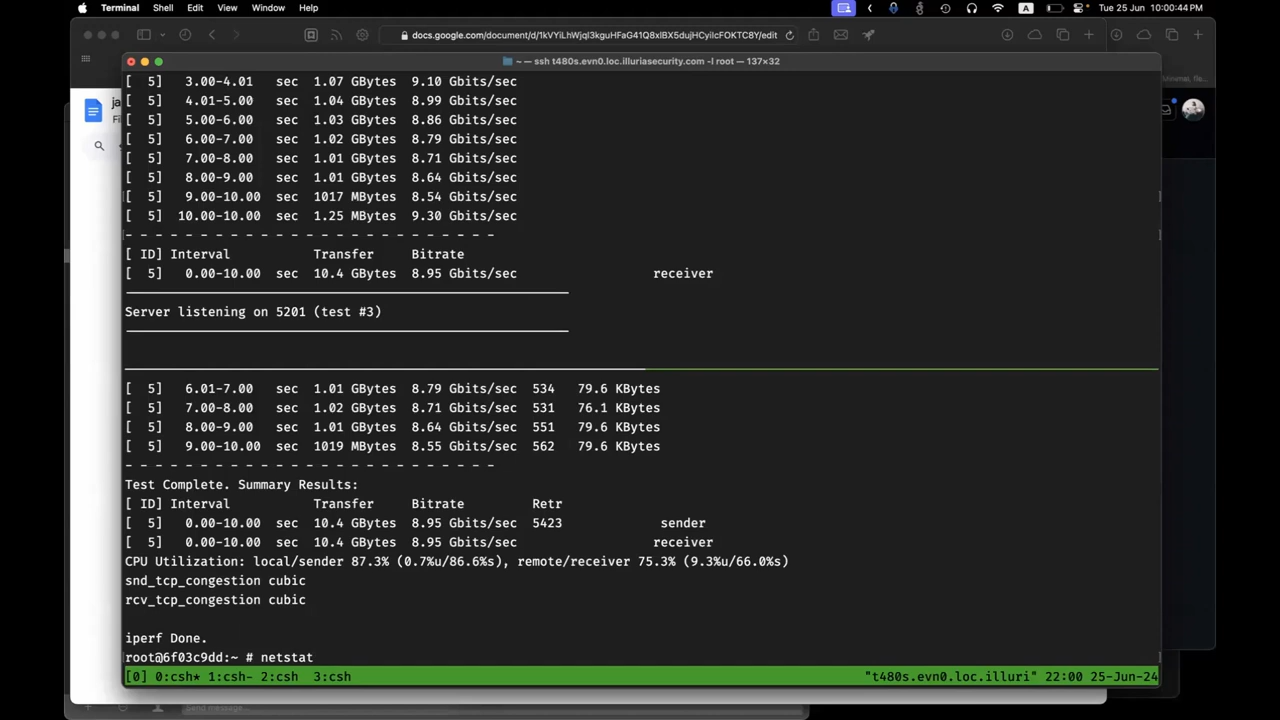 Terminal Shell Edit View Window Help Tue 25 Jun 10:00:44 PM
docs.google.com/document/d/1kVYiLhWjql3kguHFaG41Q8xlBX5dujHCyiIcFOKTC8Y/edit
~ — ssh t480s.evn0.loc.illuriasecurity.com -l root — 137×32
[  5]   3.00-4.01   sec  1.07 GBytes  9.10 Gbits/sec
[  5]   4.01-5.00   sec  1.04 GBytes  8.99 Gbits/sec
[  5]   5.00-6.00   sec  1.03 GBytes  8.86 Gbits/sec
[  5]   6.00-7.00   sec  1.02 GBytes  8.79 Gbits/sec
[  5]   7.00-8.00   sec  1.01 GBytes  8.71 Gbits/sec
[  5]   8.00-9.00   sec  1.01 GBytes  8.64 Gbits/sec
[  5]   9.00-10.00  sec  1017 MBytes  8.54 Gbits/sec
[  5]  10.00-10.00  sec  1.25 MBytes  9.30 Gbits/sec
- - - - - - - - - - - - - - - - - - - - - - - - -
[ ID] Interval           Transfer     Bitrate
[  5]   0.00-10.00  sec  10.4 GBytes  8.95 Gbits/sec                  receiver
Server listening on 5201 (test #3)
[  5]   6.01-7.00   sec  1.01 GBytes  8.79 Gbits/sec  534   79.6 KBytes
[  5]   7.00-8.00   sec  1.02 GBytes  8.71 Gbits/sec  531   76.1 KBytes
[  5]   8.00-9.00   sec  1.01 GBytes  8.64 Gbits/sec  551   79.6 KBytes
[  5]   9.00-10.00  sec  1019 MBytes  8.55 Gbits/sec  562   79.6 KBytes
- - - - - - - - - - - - - - - - - - - - - - - - -
Test Complete. Summary Results:
[ ID] Interval           Transfer     Bitrate         Retr
[  5]   0.00-10.00  sec  10.4 GBytes  8.95 Gbits/sec  5423             sender
[  5]   0.00-10.00  sec  10.4 GBytes  8.95 Gbits/sec                  receiver
CPU Utilization: local/sender 87.3% (0.7%u/86.6%s), remote/receiver 75.3% (9.3%u/66.0%s)
snd_tcp_congestion cubic
rcv_tcp_congestion cubic
iperf Done.
root@6f03c9dd:~ # netstat
[0] 0:csh* 1:csh- 2:csh  3:csh "t480s.evn0.loc.illuri" 22:00 25-Jun-24
Send message...